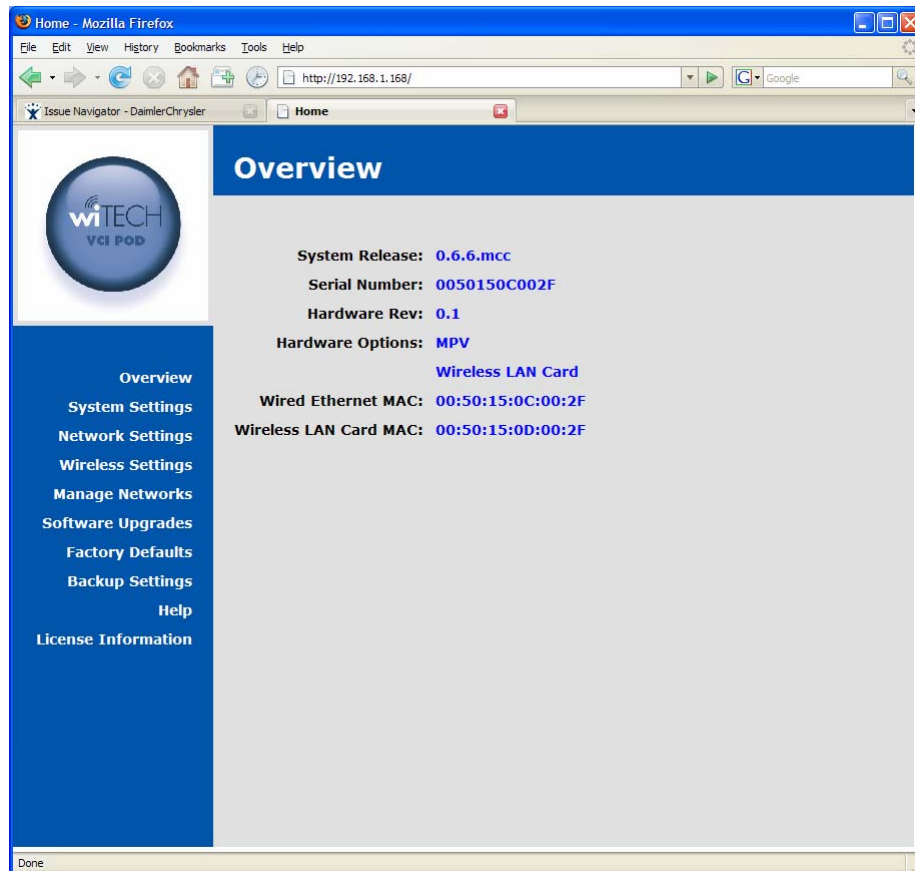 Home - Mozilla Firefox
File Edit View History Bookmarks Tools Help
http://192.168.1.168/
Google
Issue Navigator - DaimlerChrysler
Home
wiTECH
VCI POD
Overview
System Release: 0.6.6.mcc
Serial Number: 0050150C002F
Hardware Rev: 0.1
Hardware Options: MPV
Wireless LAN Card
Wired Ethernet MAC: 00:50:15:0C:00:2F
Wireless LAN Card MAC: 00:50:15:0D:00:2F
Overview
System Settings
Network Settings
Wireless Settings
Manage Networks
Software Upgrades
Factory Defaults
Backup Settings
Help
License Information
Done